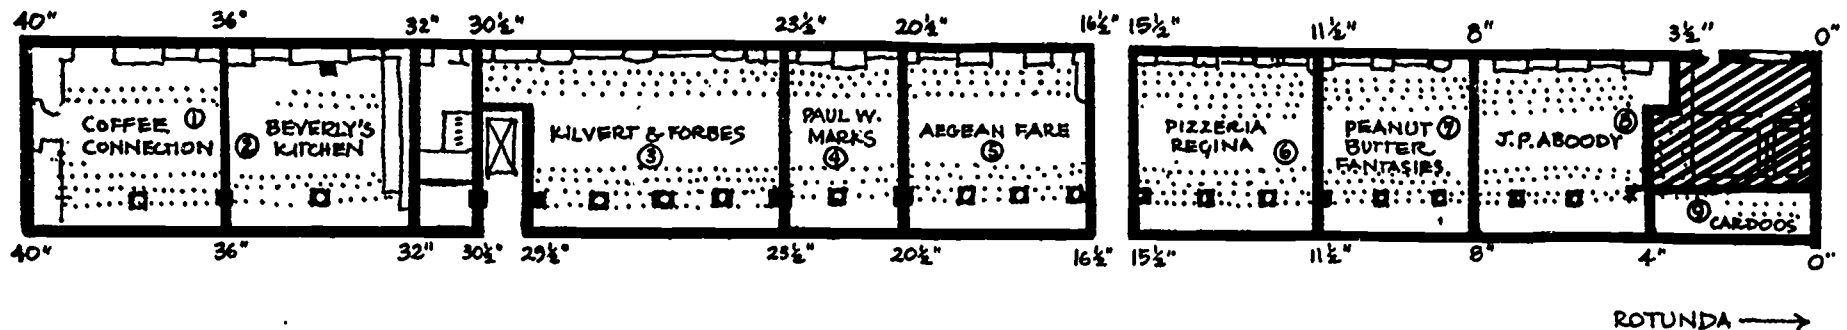 40" 36" 32" 30½" 23½" 20½" 16½" 15½" 11½" 8" 3½" 0"
COFFEE ①
CONNECTION
② BEVERLY'S
KITCHEN
KILVERT & FORBES
③
PAUL W.
MARKS
④
AEGEAN FARE
⑤
PIZZERIA
REGINA ⑥
PEANUT ⑦
BUTTER
FANTASIES
⑧
J.P. ABOODY
⑨ CARDOOS
40" 36" 32" 30½" 29½" 23½" 20½" 16½" 15½" 11½" 8" 4" 0"
ROTUNDA